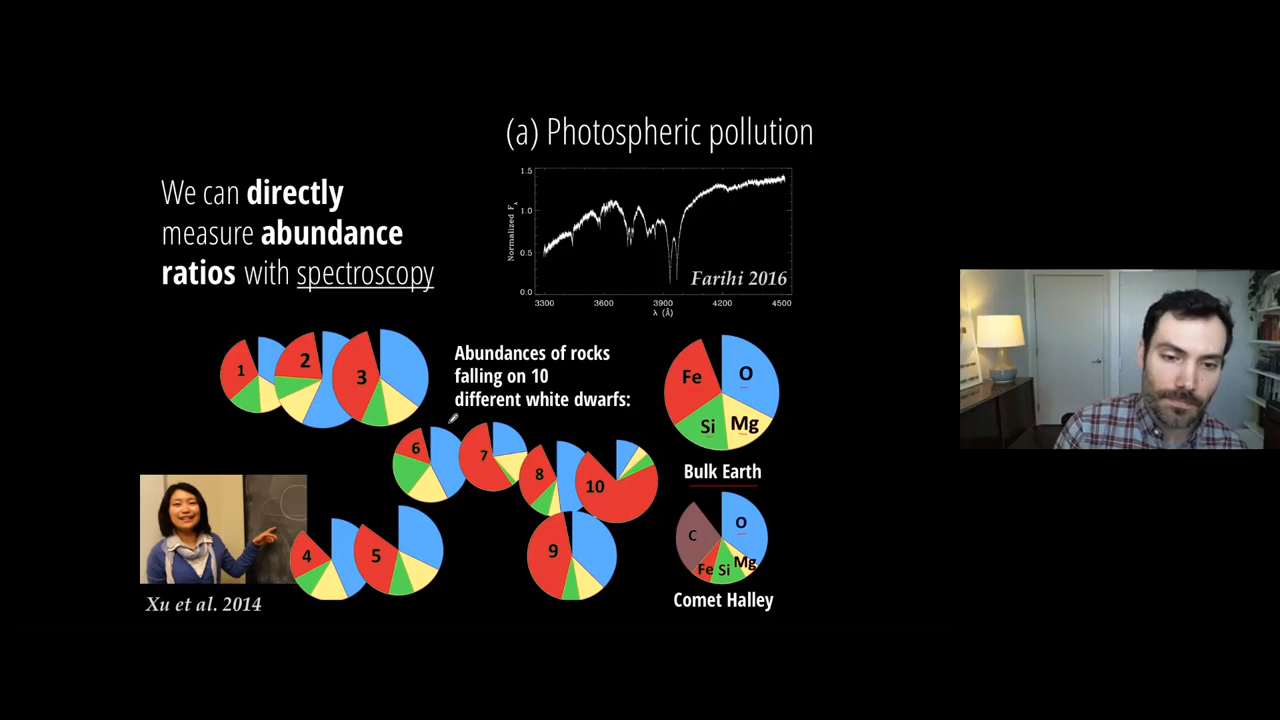 (a) Photospheric pollution
We can directly
measure abundance
ratios with spectroscopy
1.5
1.0
0.5
0.0
Normalized F_λ
3300 3600 3900 4200 4500
λ (Å)
Farihi 2016
1
2
3
Abundances of rocks
falling on 10
different white dwarfs:
Fe
O
Si
Mg
Bulk Earth
6
7
8
10
4
5
9
C
O
Fe
Si
Mg
Comet Halley
Xu et al. 2014